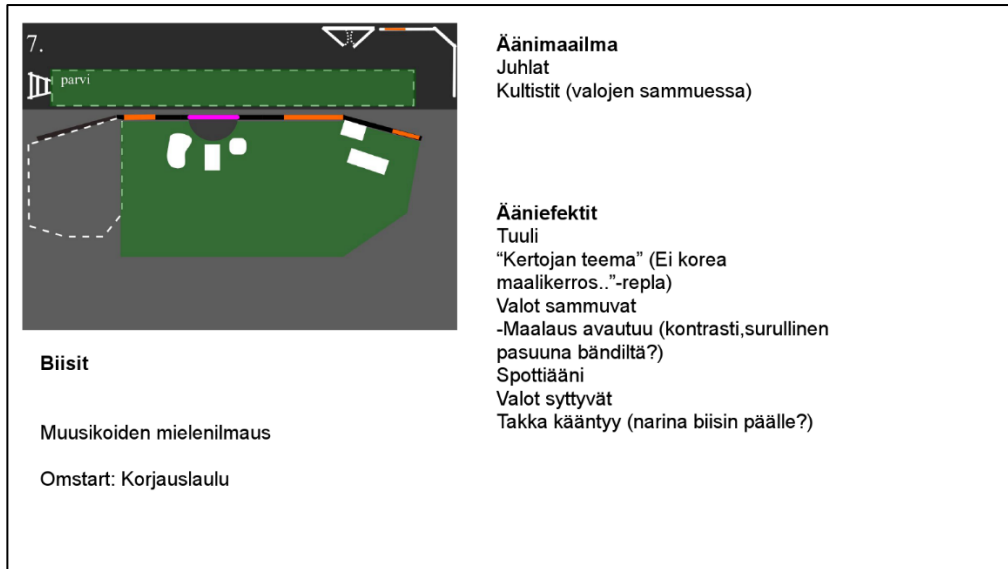 7.
parvi
Äänimaailma
Juhlat
Kultistit (valojen sammuessa)
Ääniefektit
Tuuli
“Kertojan teema” (Ei korea
maalikerros..”-repla)
Valot sammuvat
-Maalaus avautuu (kontrasti,surullinen
pasuuna bändiltä?)
Spottiääni
Valot syttyvät
Takka kääntyy (narina biisin päälle?)
Biisit
Muusikoiden mielenilmaus
Omstart: Korjauslaulu